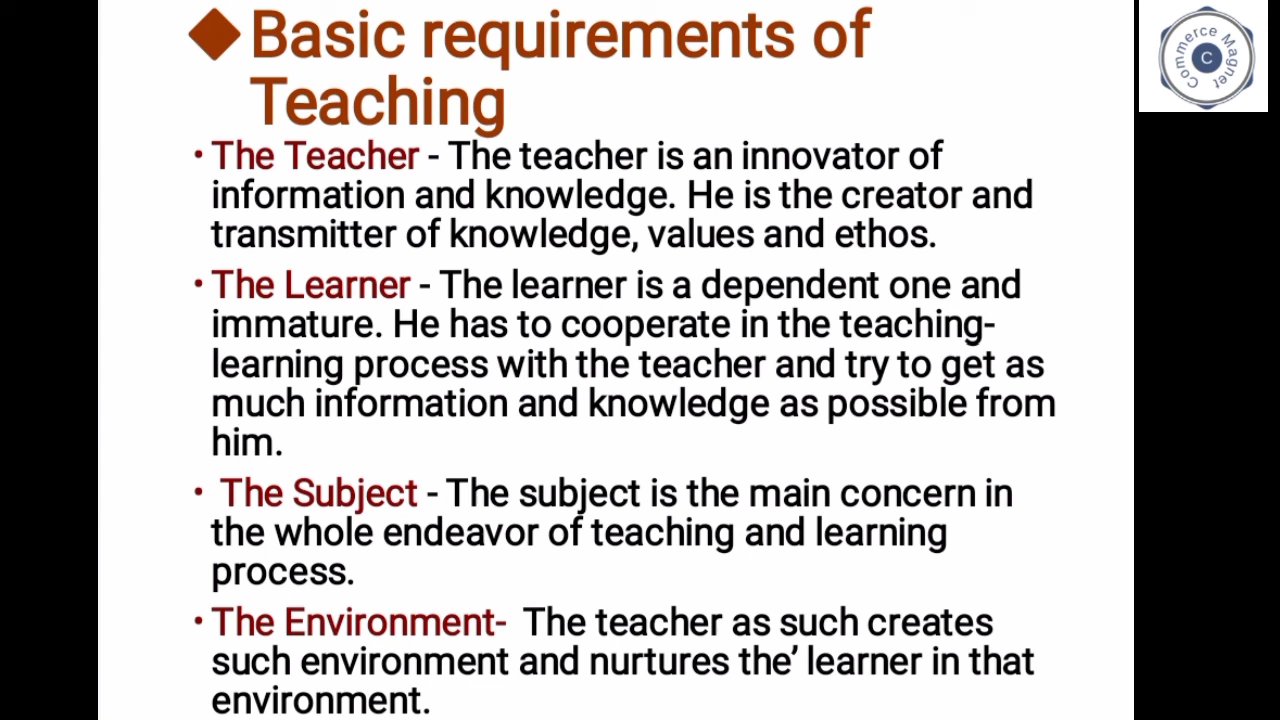 ◆Basic requirements of
Teaching
• The Teacher - The teacher is an innovator of
information and knowledge. He is the creator and
transmitter of knowledge, values and ethos.
• The Learner - The learner is a dependent one and
immature. He has to cooperate in the teaching-
learning process with the teacher and try to get as
much information and knowledge as possible from
him.
• The Subject - The subject is the main concern in
the whole endeavor of teaching and learning
process.
• The Environment- The teacher as such creates
such environment and nurtures the’ learner in that
environment.
Commerce Magnet
C